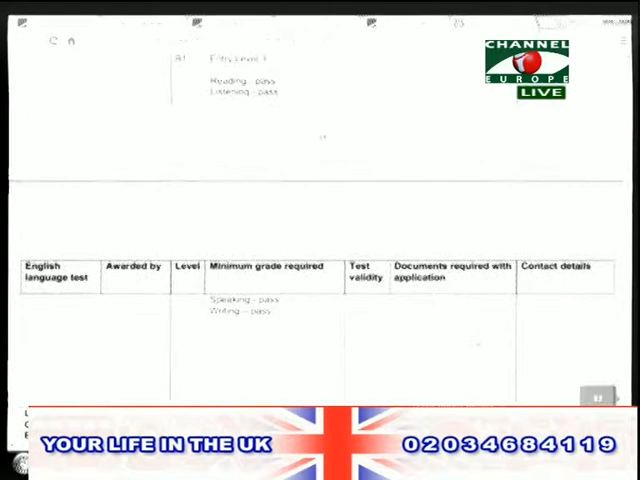 CHANNEL
EUROPE
LIVE
B1 Entry Level 3
Reading - pass
Listening - pass
English language test
Awarded by
Level
Minimum grade required
Test validity
Documents required with application
Contact details
Speaking - pass
Writing - pass
YOUR LIFE IN THE UK 02034684119